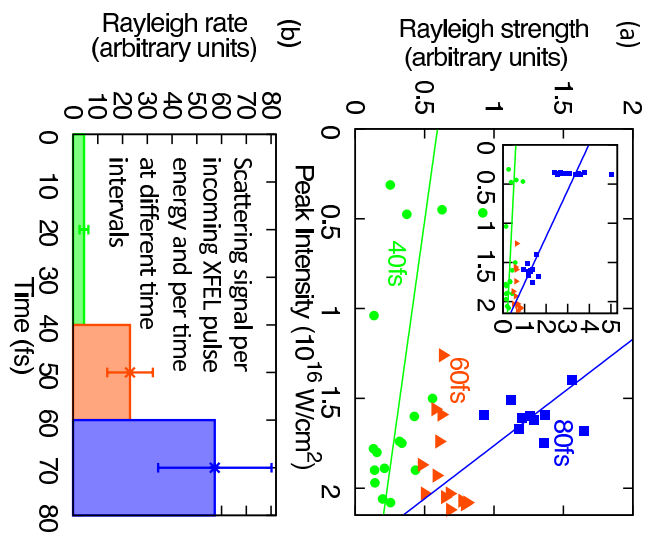 (a)
Rayleigh strength
(arbitrary units)
2
1.5
1
0.5
0
0
0.5
1
1.5
2
Peak Intensity (10^16 W/cm^2)
40fs
60fs
80fs
0
0.5
1
1.5
2
0
1
2
3
4
5
(b)
Rayleigh rate
(arbitrary units)
80
70
60
50
40
30
20
10
0
0
10
20
30
40
50
60
70
80
Time (fs)
Scattering signal per
incoming XFEL pulse
energy and per time
at different time
intervals